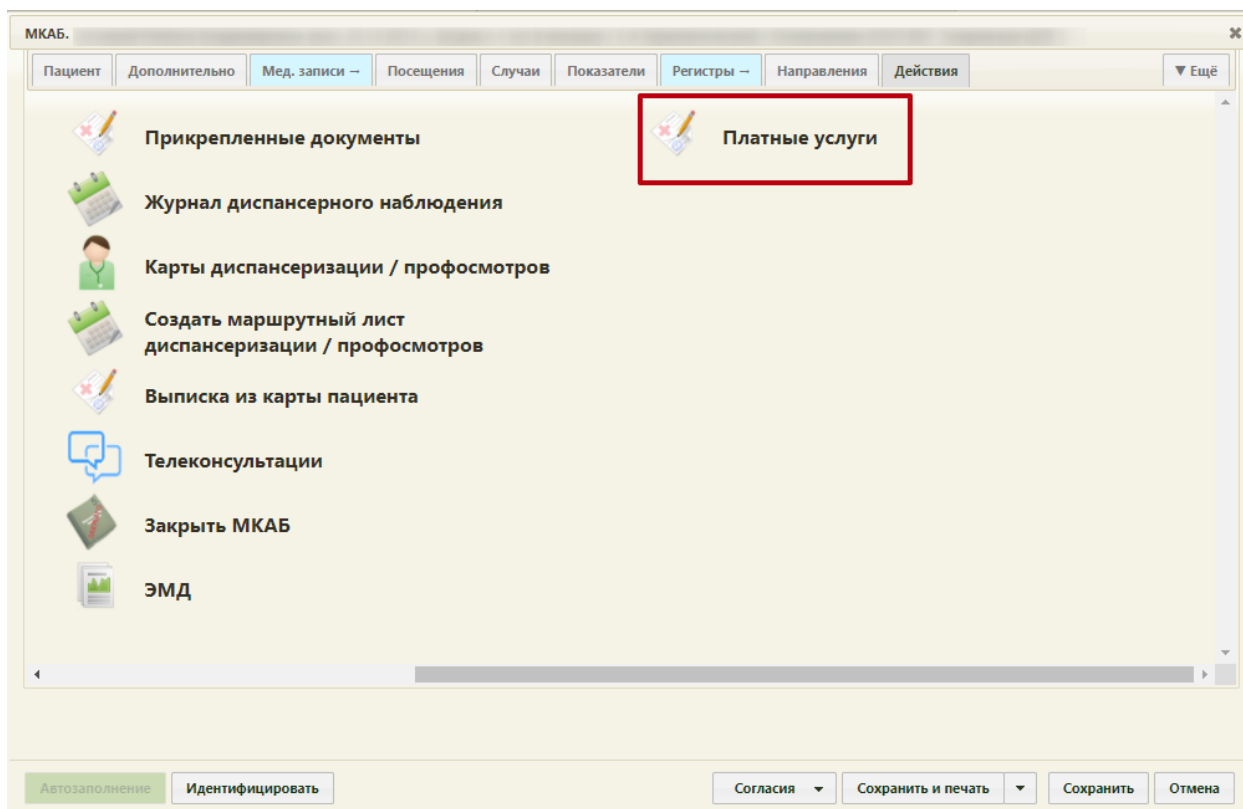 МКАБ.
Пациент Дополнительно Мед. записи → Посещения Случаи Показатели Регистры → Направления Действия ▼ Ещё
Прикрепленные документы Платные услуги
Журнал диспансерного наблюдения
Карты диспансеризации / профосмотров
Создать маршрутный лист
диспансеризации / профосмотров
Выписка из карты пациента
Телеконсультации
Закрыть МКАБ
ЭМД
Автозаполнение Идентифицировать Согласия Сохранить и печать Сохранить Отмена